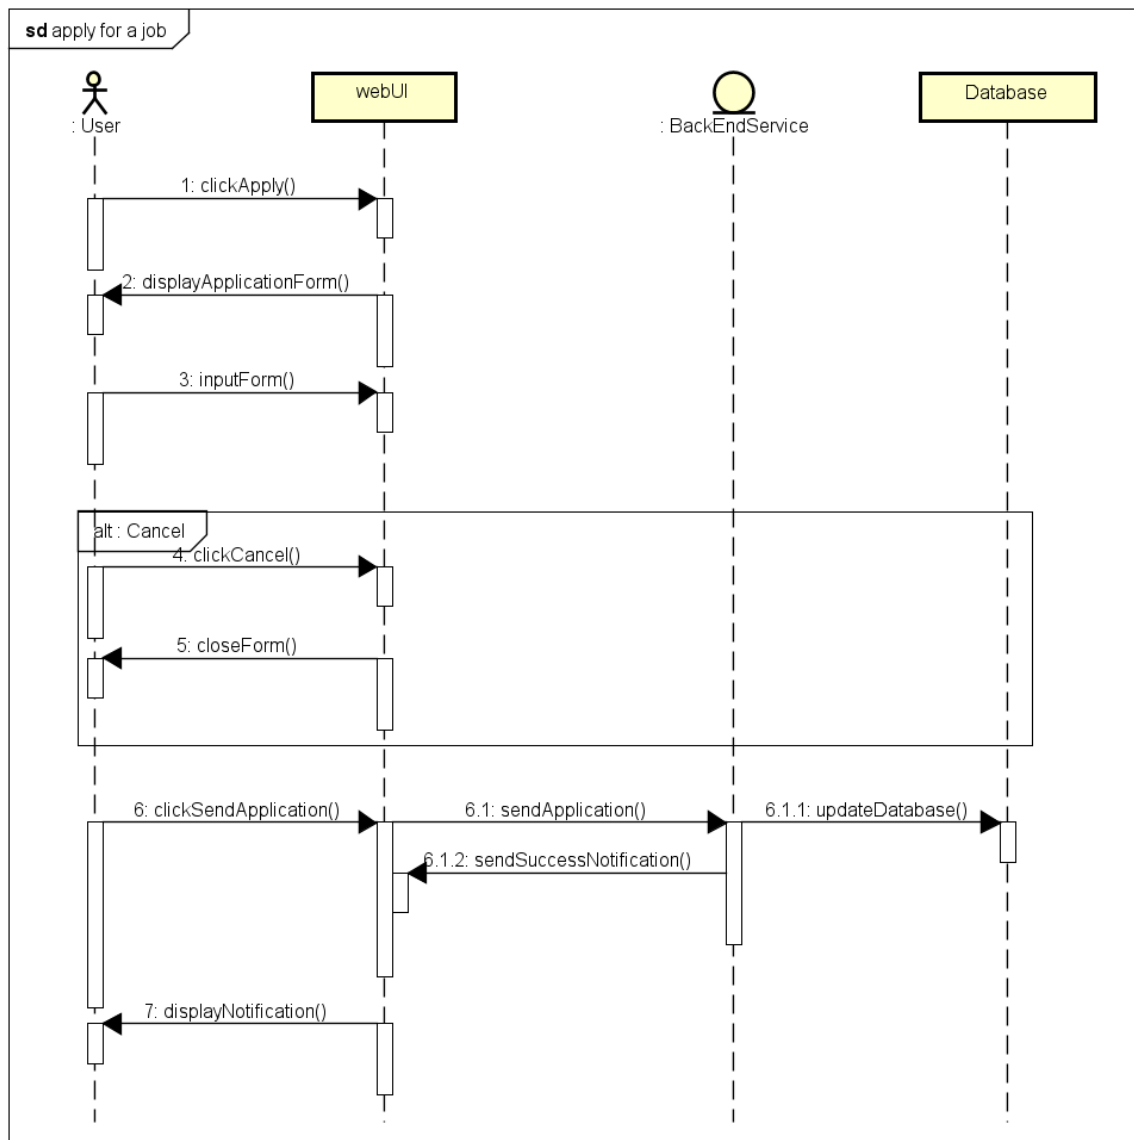 sd apply for a job
webUI
Database
: User
: BackEndService
1: clickApply()
2: displayApplicationForm()
3: inputForm()
alt : Cancel
4: clickCancel()
5: closeForm()
6: clickSendApplication()
6.1: sendApplication()
6.1.1: updateDatabase()
6.1.2: sendSuccessNotification()
7: displayNotification()